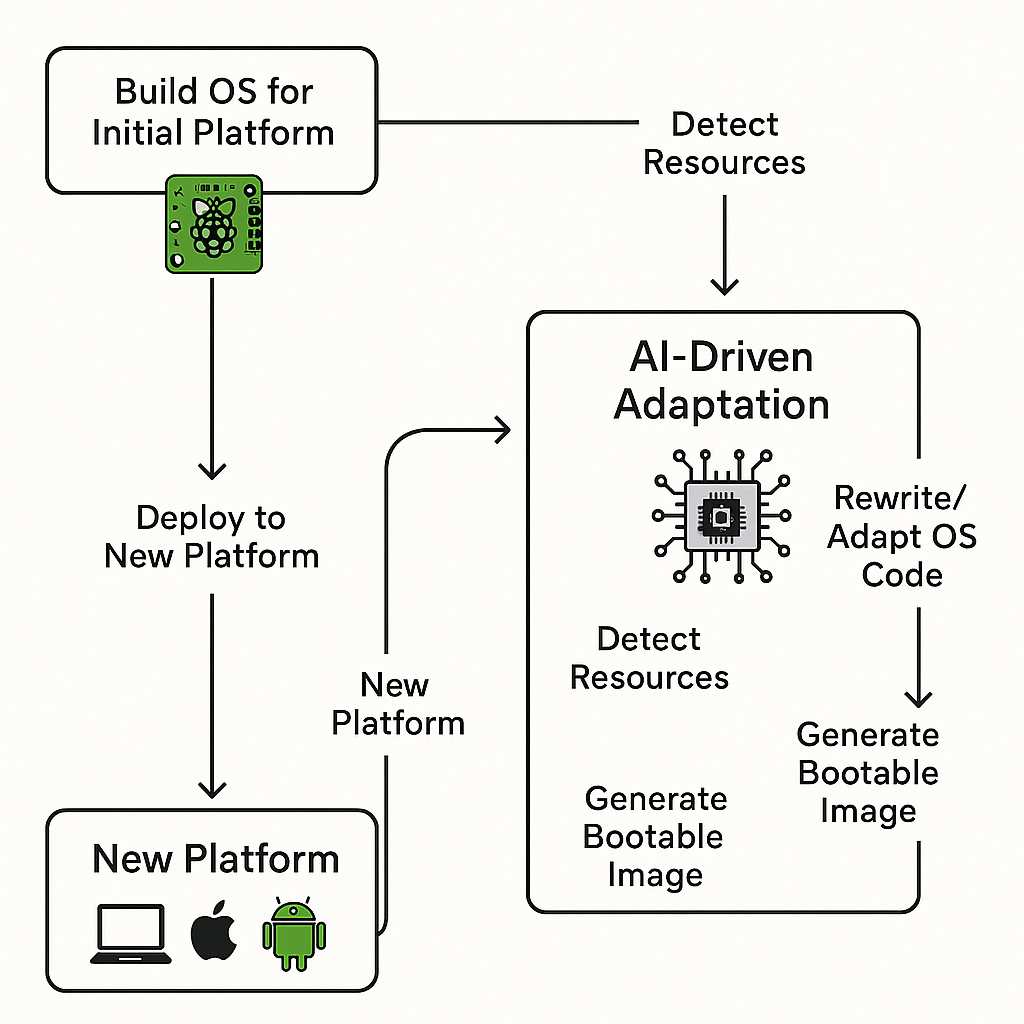 Build OS for
Initial Platform
Detect
Resources
Deploy to
New Platform
New
Platform
New Platform
AI-Driven
Adaptation
Rewrite/
Adapt OS
Code
Detect
Resources
Generate
Bootable
Image
Generate
Bootable
Image